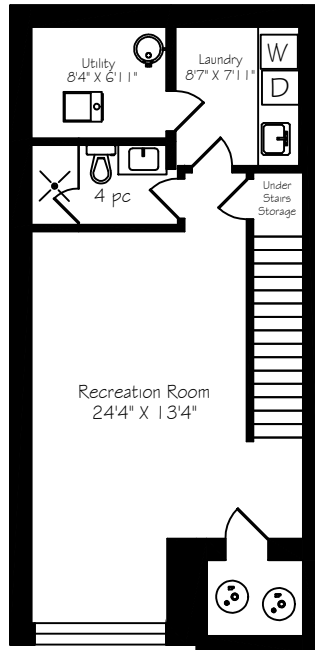 Utility
8'4" X 6'11"
Laundry
8'7" X 7'11"
W
D
4 pc
Under
Stairs
Storage
Recreation Room
24'4" X 13'4"